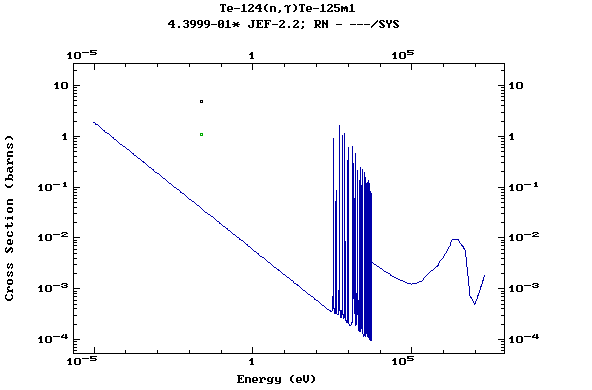 Te-124(n,γ)Te-125m1
4.3999-01* JEF-2.2; RN - ---/SYS
10⁻⁵ 1 10⁵
10 10
1 1
10⁻¹ 10⁻¹
10⁻² 10⁻²
10⁻³ 10⁻³
10⁻⁴ 10⁻⁴
10⁻⁵ 1 10⁵
Cross Section (barns)
Energy (eV)